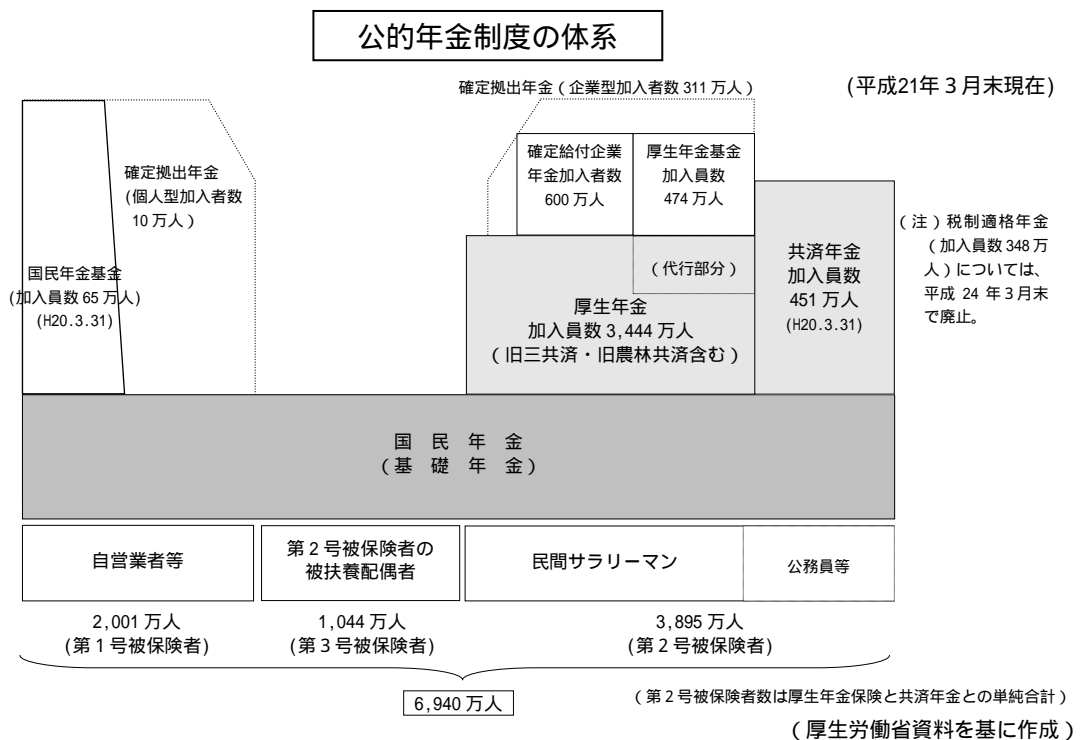 公的年金制度の体系
(平成21年３月末現在)
確定拠出年金（企業型加入者数 311 万人）
確定拠出年金
(個人型加入者数
10 万人）
国民年金基金
(加入員数 65 万人)
(H20.3.31)
確定給付企業
年金加入者数
600 万人
厚生年金基金
加入員数
474 万人
（代行部分）
厚生年金
加入員数 3,444 万人
（旧三共済・旧農林共済含む）
共済年金
加入員数
451 万人
(H20.3.31)
（注）税制適格年金
（加入員数 348 万
人）については、
平成 24 年３月末
で廃止。
国　民　年　金
（基　礎　年　金）
自営業者等
第２号被保険者の
被扶養配偶者
民間サラリーマン
公務員等
2,001 万人
(第１号被保険者)
1,044 万人
(第３号被保険者)
3,895 万人
(第２号被保険者)
6,940 万人
（第２号被保険者数は厚生年金保険と共済年金との単純合計）
（厚生労働省資料を基に作成）